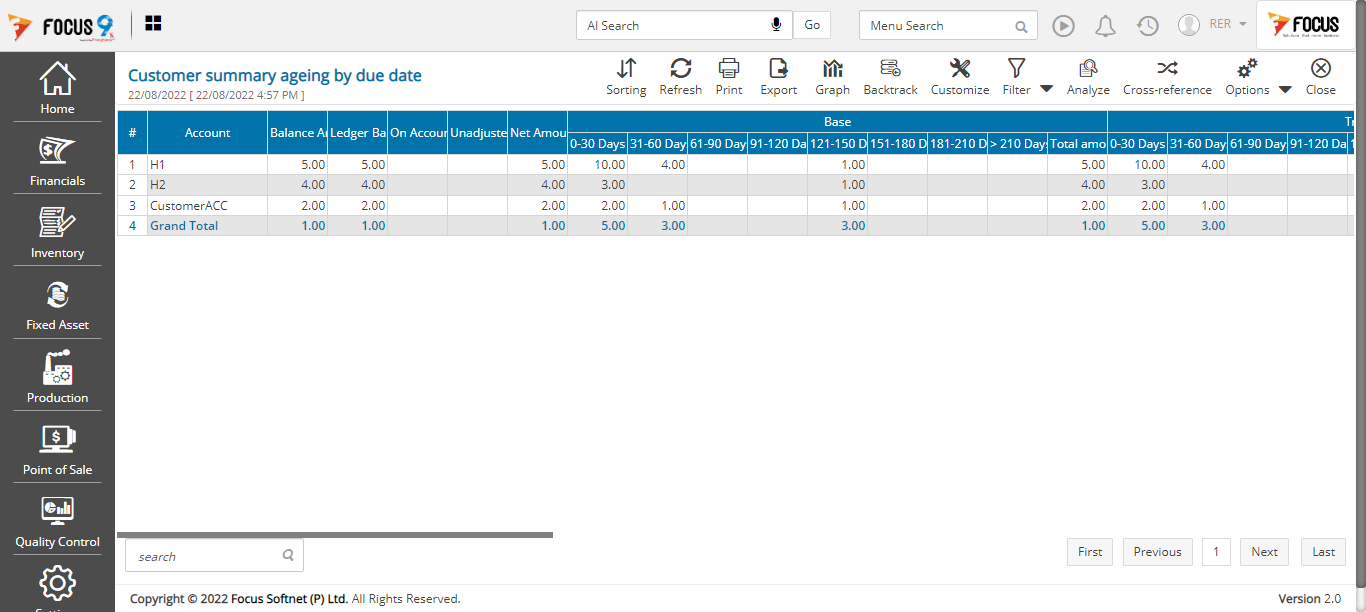 FOCUS 9 AI Search Go Menu Search RER FOCUS
Customer summary ageing by due date
22/08/2022 [ 22/08/2022 4:57 PM ]
Sorting Refresh Print Export Graph Backtrack Customize Filter Analyze Cross-reference Options Close
Home
Financials
Inventory
Fixed Asset
Production
Point of Sale
Quality Control
# Account Balance A Ledger Ba On Accoun Unadjuste Net Amou Base Tr
0-30 Days 31-60 Day 61-90 Day 91-120 Da 121-150 D 151-180 D 181-210 D > 210 Day Total amo 0-30 Days 31-60 Day 61-90 Day 91-120 Da 1
1 H1 5.00 5.00 5.00 10.00 4.00 1.00 5.00 10.00 4.00
2 H2 4.00 4.00 4.00 3.00 1.00 4.00 3.00
3 CustomerACC 2.00 2.00 2.00 2.00 1.00 1.00 2.00 2.00 1.00
4 Grand Total 1.00 1.00 1.00 5.00 3.00 3.00 1.00 5.00 3.00
search First Previous 1 Next Last
Copyright © 2022 Focus Softnet (P) Ltd. All Rights Reserved. Version 2.0